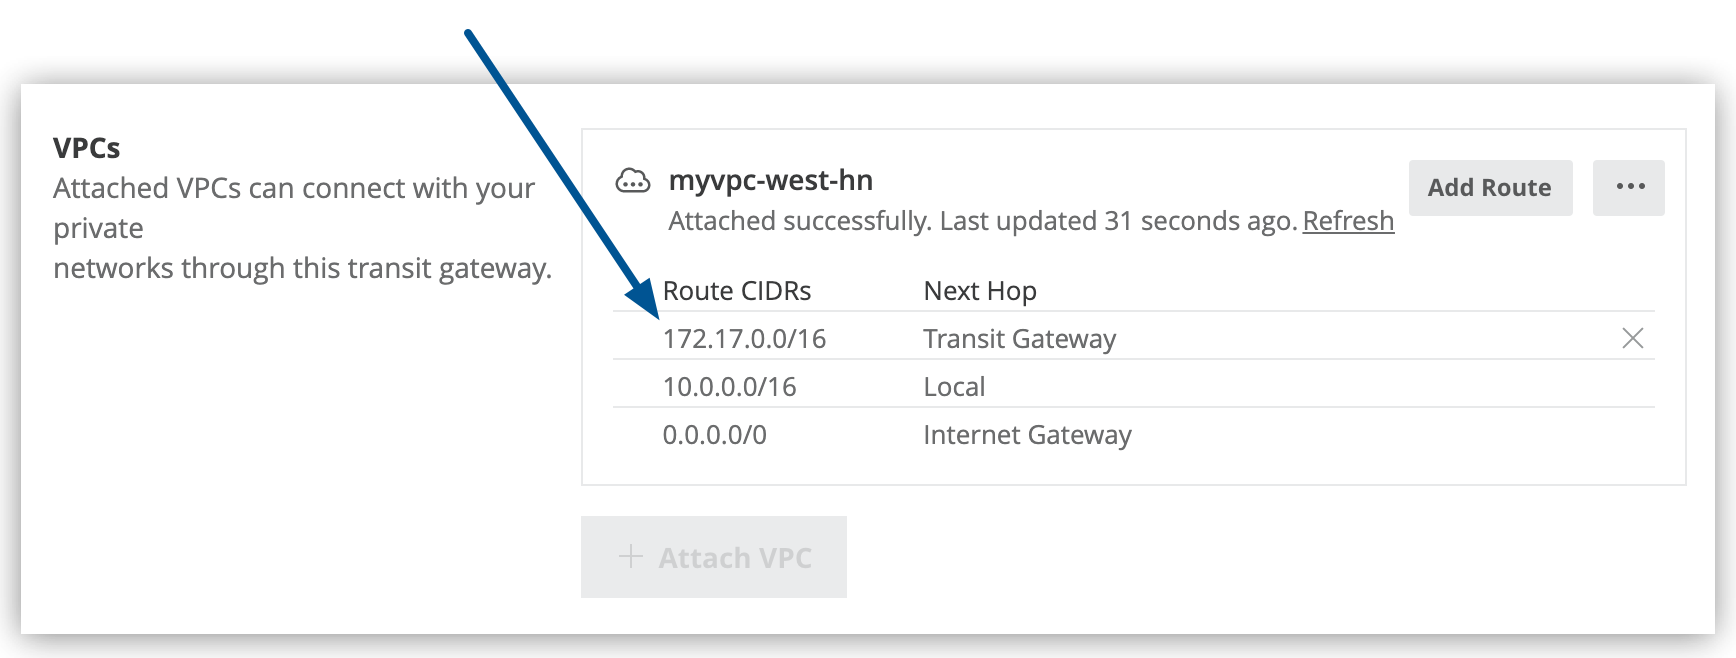 VPCs
Attached VPCs can connect with your
private
networks through this transit gateway.
myvpc-west-hn
Attached successfully. Last updated 31 seconds ago. Refresh
Add Route
Route CIDRs Next Hop
172.17.0.0/16 Transit Gateway
10.0.0.0/16 Local
0.0.0.0/0 Internet Gateway
+ Attach VPC